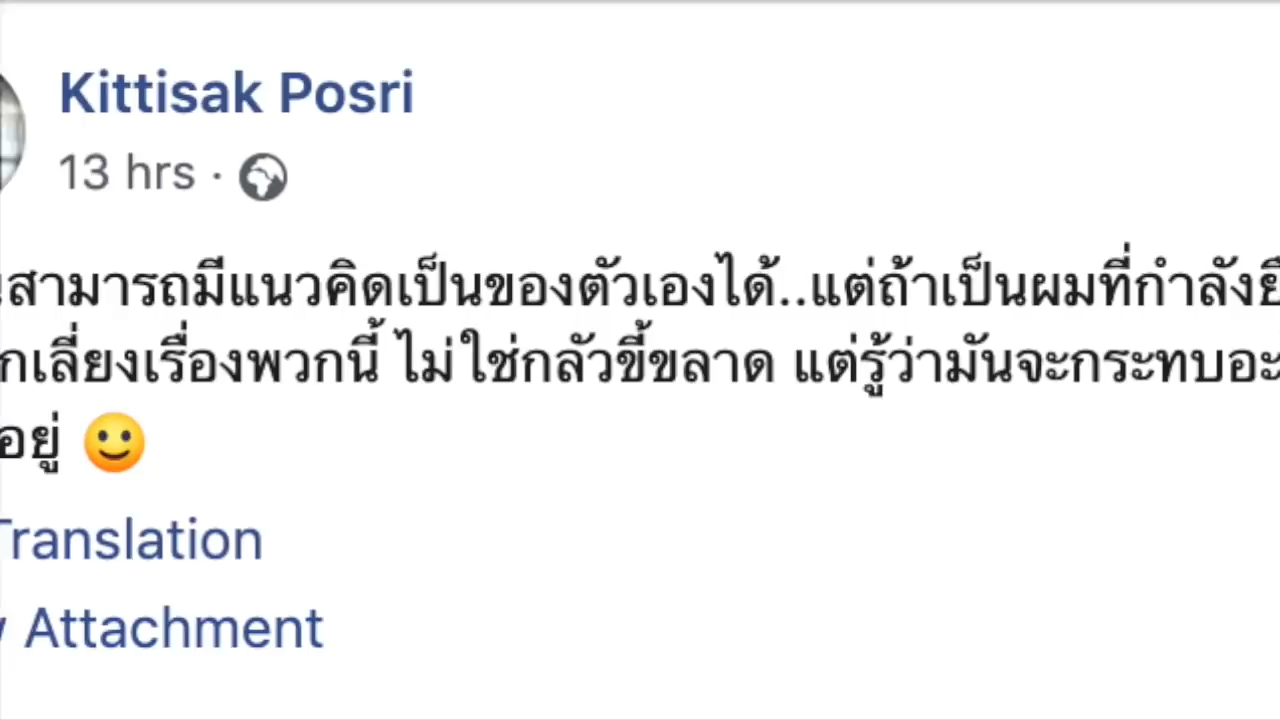 Kittisak Posri
13 hrs ·
สามารถมีแนวคิดเป็นของตัวเองได้..แต่ถ้าเป็นผมที่กำลังยื
กเลี่ยงเรื่องพวกนี้ ไม่ใช่กลัวขี้ขลาด แต่รู้ว่ามันจะกระทบอะ
อยู่ 🙂
Translation
Attachment